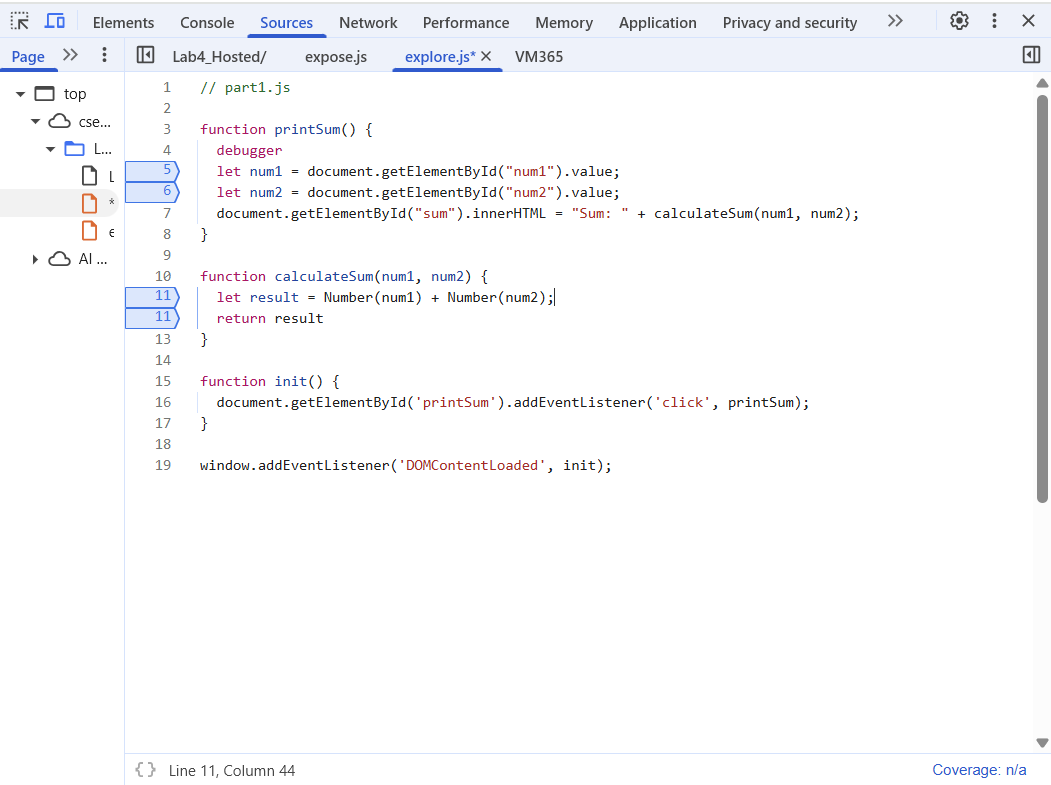 Elements Console Sources Network Performance Memory Application Privacy and security
Page Lab4_Hosted/ expose.js explore.js* VM365
top
cse...
L...
L
*
e
AI ...
1 // part1.js
2
3 function printSum() {
4 debugger
5 let num1 = document.getElementById("num1").value;
6 let num2 = document.getElementById("num2").value;
7 document.getElementById("sum").innerHTML = "Sum: " + calculateSum(num1, num2);
8 }
9
10 function calculateSum(num1, num2) {
11 let result = Number(num1) + Number(num2);
11 return result
13 }
14
15 function init() {
16 document.getElementById('printSum').addEventListener('click', printSum);
17 }
18
19 window.addEventListener('DOMContentLoaded', init);
{ } Line 11, Column 44 Coverage: n/a